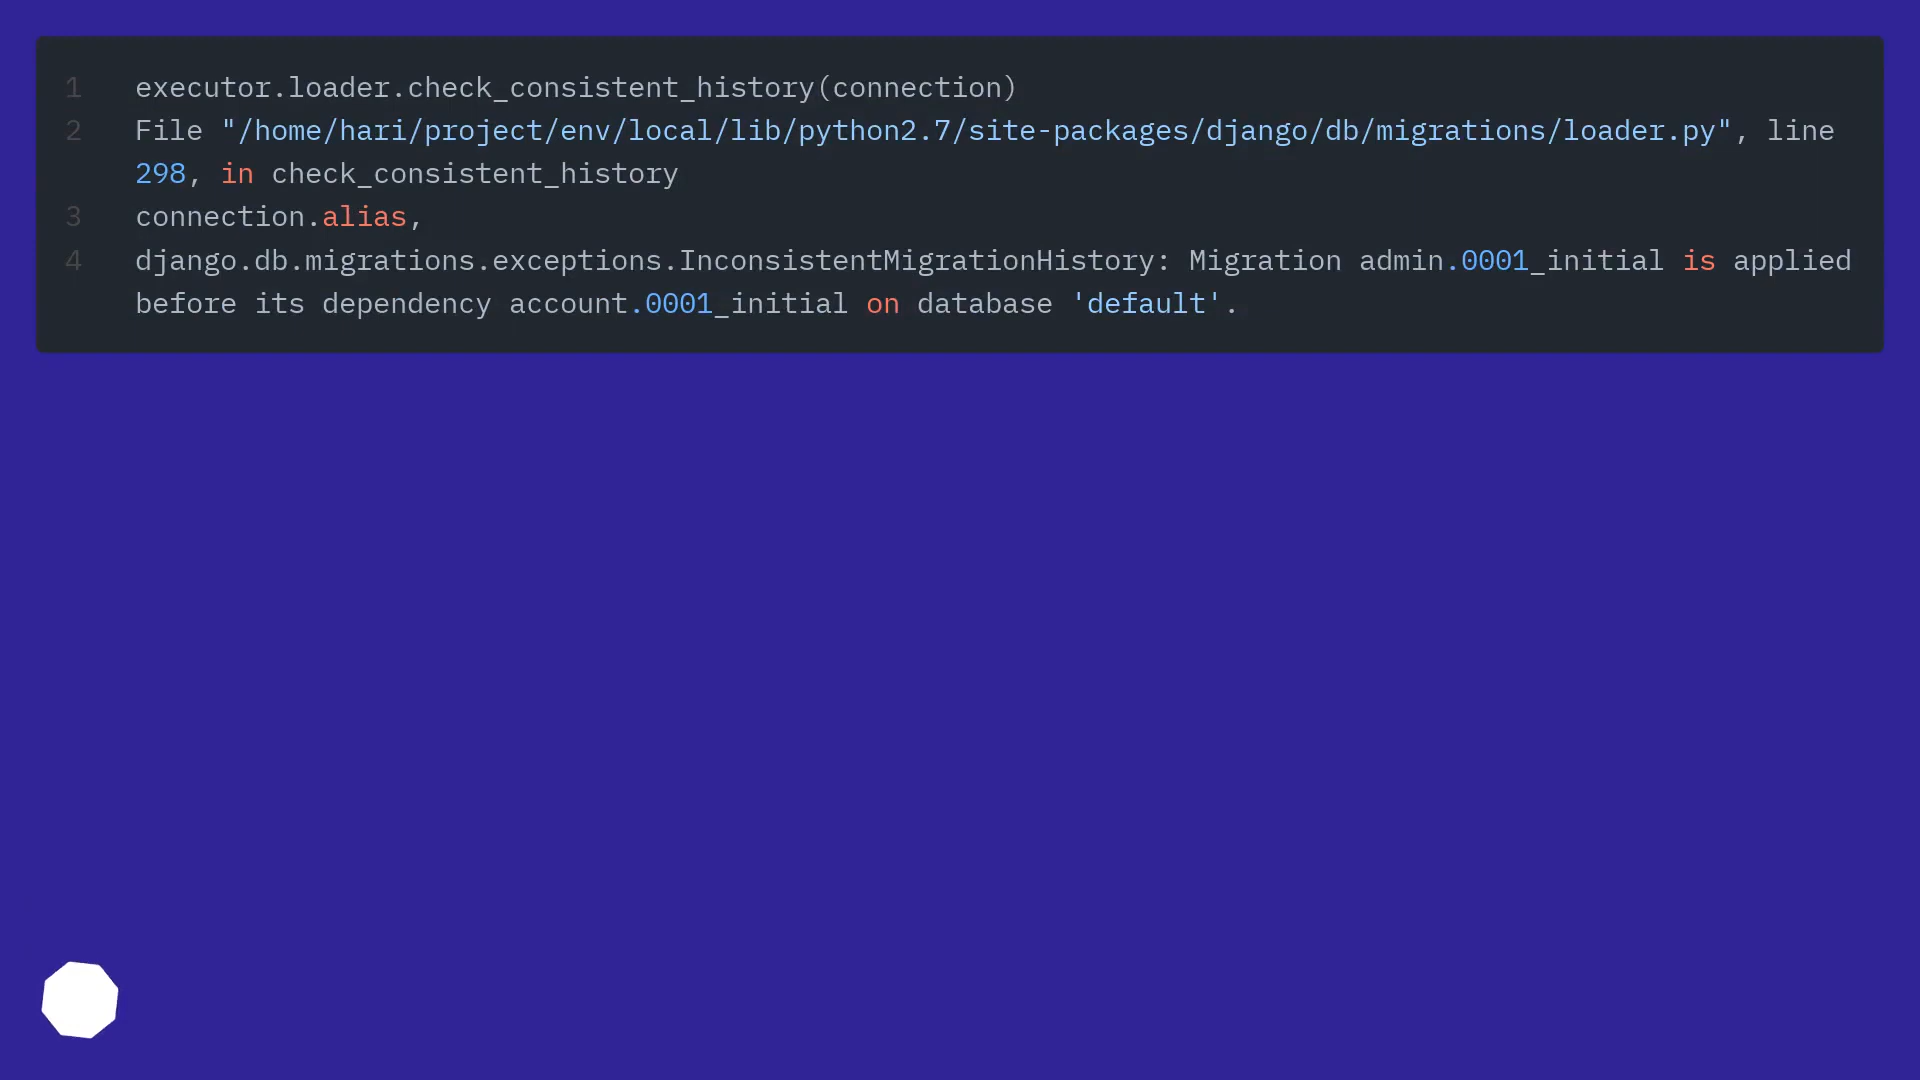 1 executor.loader.check_consistent_history(connection)
2 File "/home/hari/project/env/local/lib/python2.7/site-packages/django/db/migrations/loader.py", line
298, in check_consistent_history
3 connection.alias,
4 django.db.migrations.exceptions.InconsistentMigrationHistory: Migration admin.0001_initial is applied
before its dependency account.0001_initial on database 'default'.